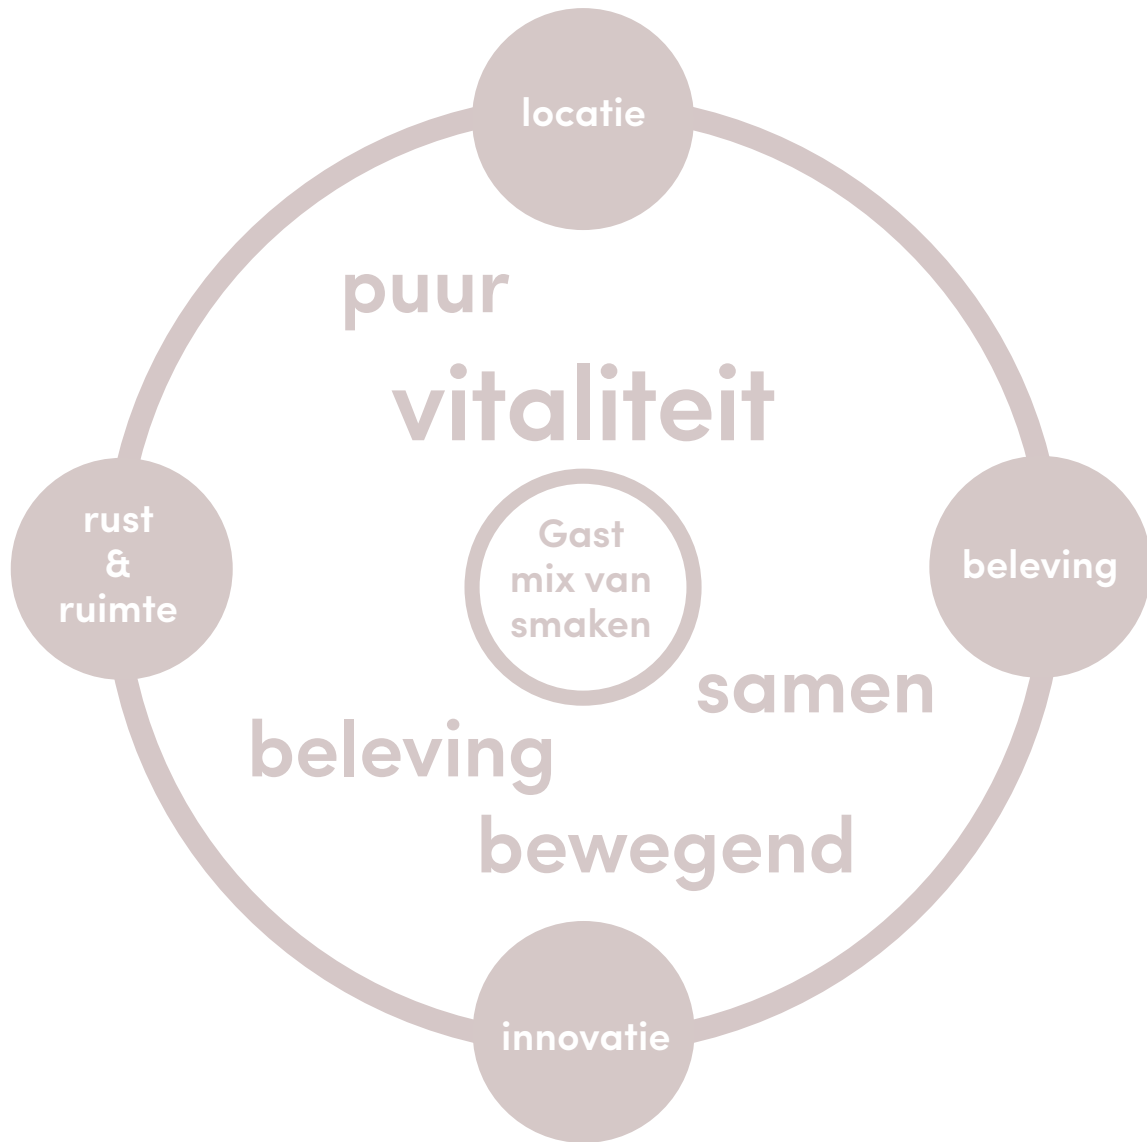 locatie
puur
vitaliteit
rust
&
ruimte
Gast
mix van
smaken
beleving
samen
beleving
bewegend
innovatie